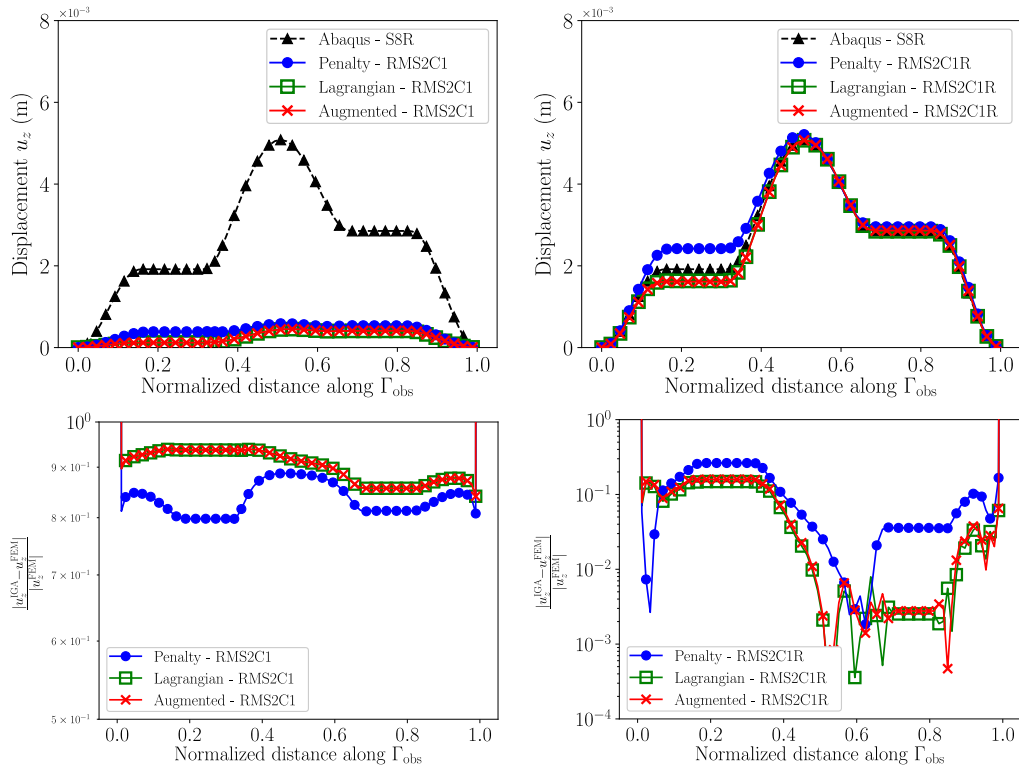 ×10⁻³
8
6
4
2
0
Displacement u_z (m)
Abaqus - S8R
Penalty - RMS2C1
Lagrangian - RMS2C1
Augmented - RMS2C1
0.0 0.2 0.4 0.6 0.8 1.0
Normalized distance along Γ_obs
×10⁻³
8
6
4
2
0
Displacement u_z (m)
Abaqus - S8R
Penalty - RMS2C1R
Lagrangian - RMS2C1R
Augmented - RMS2C1R
0.0 0.2 0.4 0.6 0.8 1.0
Normalized distance along Γ_obs
10⁰
9 × 10⁻¹
8 × 10⁻¹
7 × 10⁻¹
6 × 10⁻¹
5 × 10⁻¹
|u_z^IGA − u_z^FEM|
|u_z^FEM|
Penalty - RMS2C1
Lagrangian - RMS2C1
Augmented - RMS2C1
0.0 0.2 0.4 0.6 0.8 1.0
Normalized distance along Γ_obs
10⁰
10⁻¹
10⁻²
10⁻³
10⁻⁴
|u_z^IGA − u_z^FEM|
|u_z^FEM|
Penalty - RMS2C1R
Lagrangian - RMS2C1R
Augmented - RMS2C1R
0.0 0.2 0.4 0.6 0.8 1.0
Normalized distance along Γ_obs